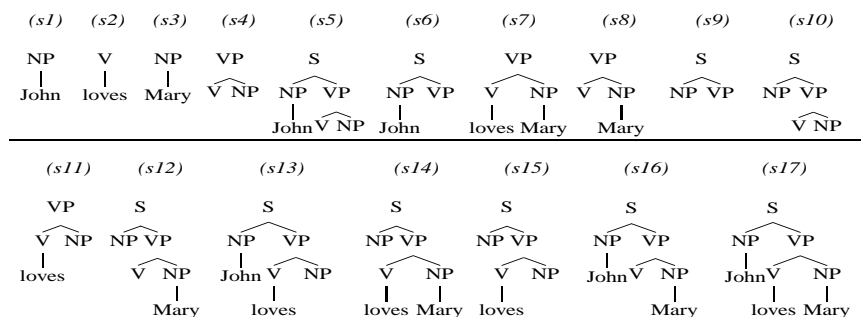 (s1) (s2) (s3) (s4) (s5) (s6) (s7) (s8) (s9) (s10)
NP V NP VP S S VP VP S S
John loves Mary V NP NP VP NP VP V NP V NP NP VP NP VP
John V NP John loves Mary Mary V NP
(s11) (s12) (s13) (s14) (s15) (s16) (s17)
VP S S S S S S
V NP NP VP NP VP NP VP NP VP NP VP NP VP
loves V NP John V NP V NP V NP John V NP John V NP
Mary loves loves Mary loves Mary loves Mary